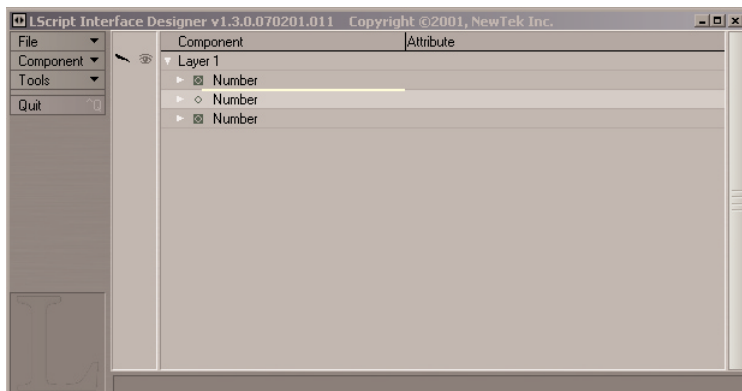 LScript Interface Designer v1.3.0.070201.011 Copyright ©2001, NewTek Inc.
File
Component
Tools
Quit ^Q
Component Attribute
Layer 1
Number
Number
Number
L